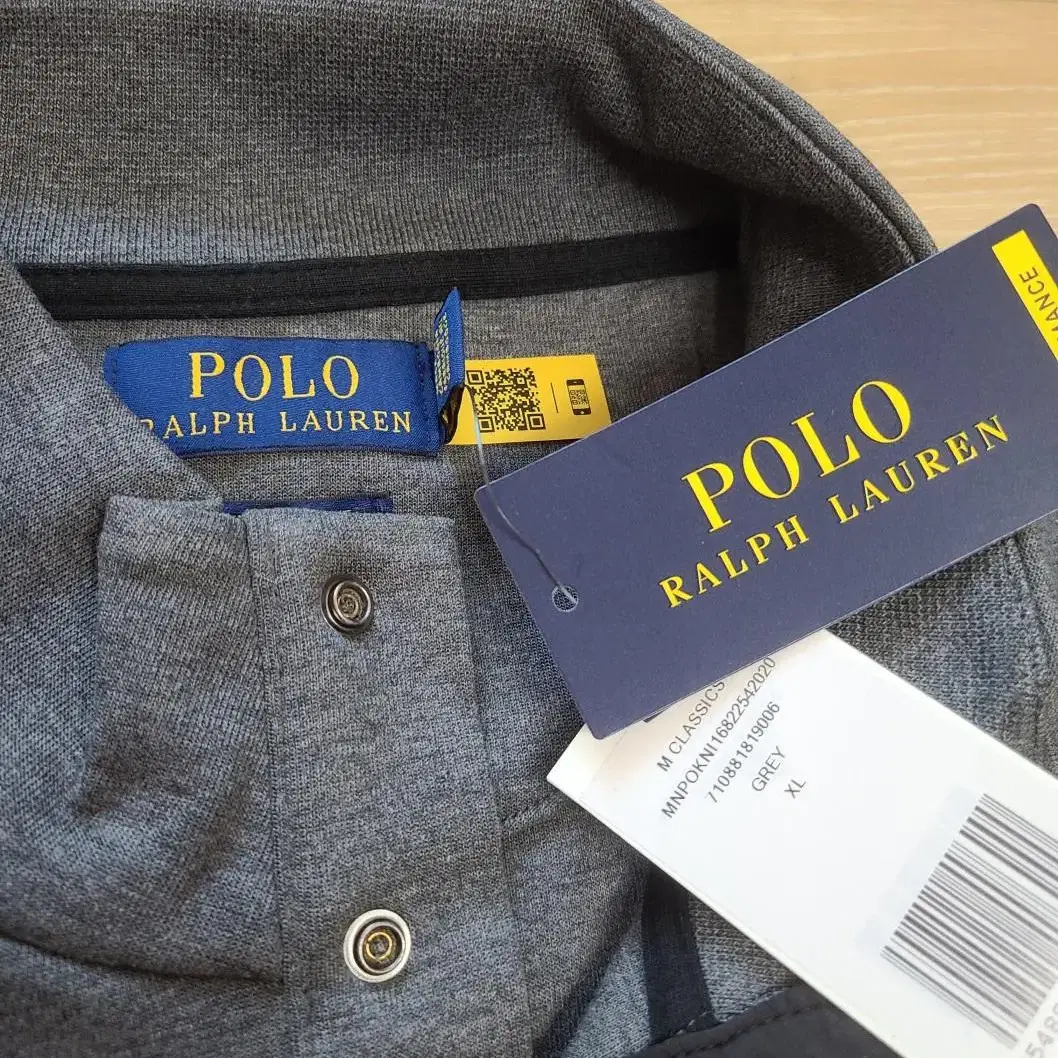 POLO
RALPH LAUREN
POLO
RALPH LAUREN
M CLASSICS
MNPOKNI16822542020
710881819006
GREY
XL